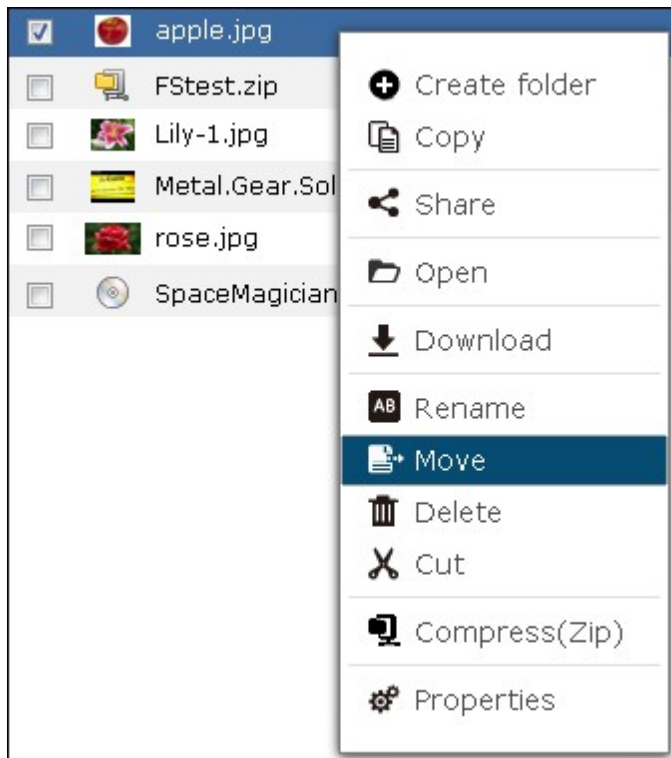 apple.jpg
FStest.zip
Lily-1.jpg
Metal.Gear.Sol
rose.jpg
SpaceMagician
Create folder
Copy
Share
Open
Download
AB Rename
Move
Delete
Cut
Compress(Zip)
Properties